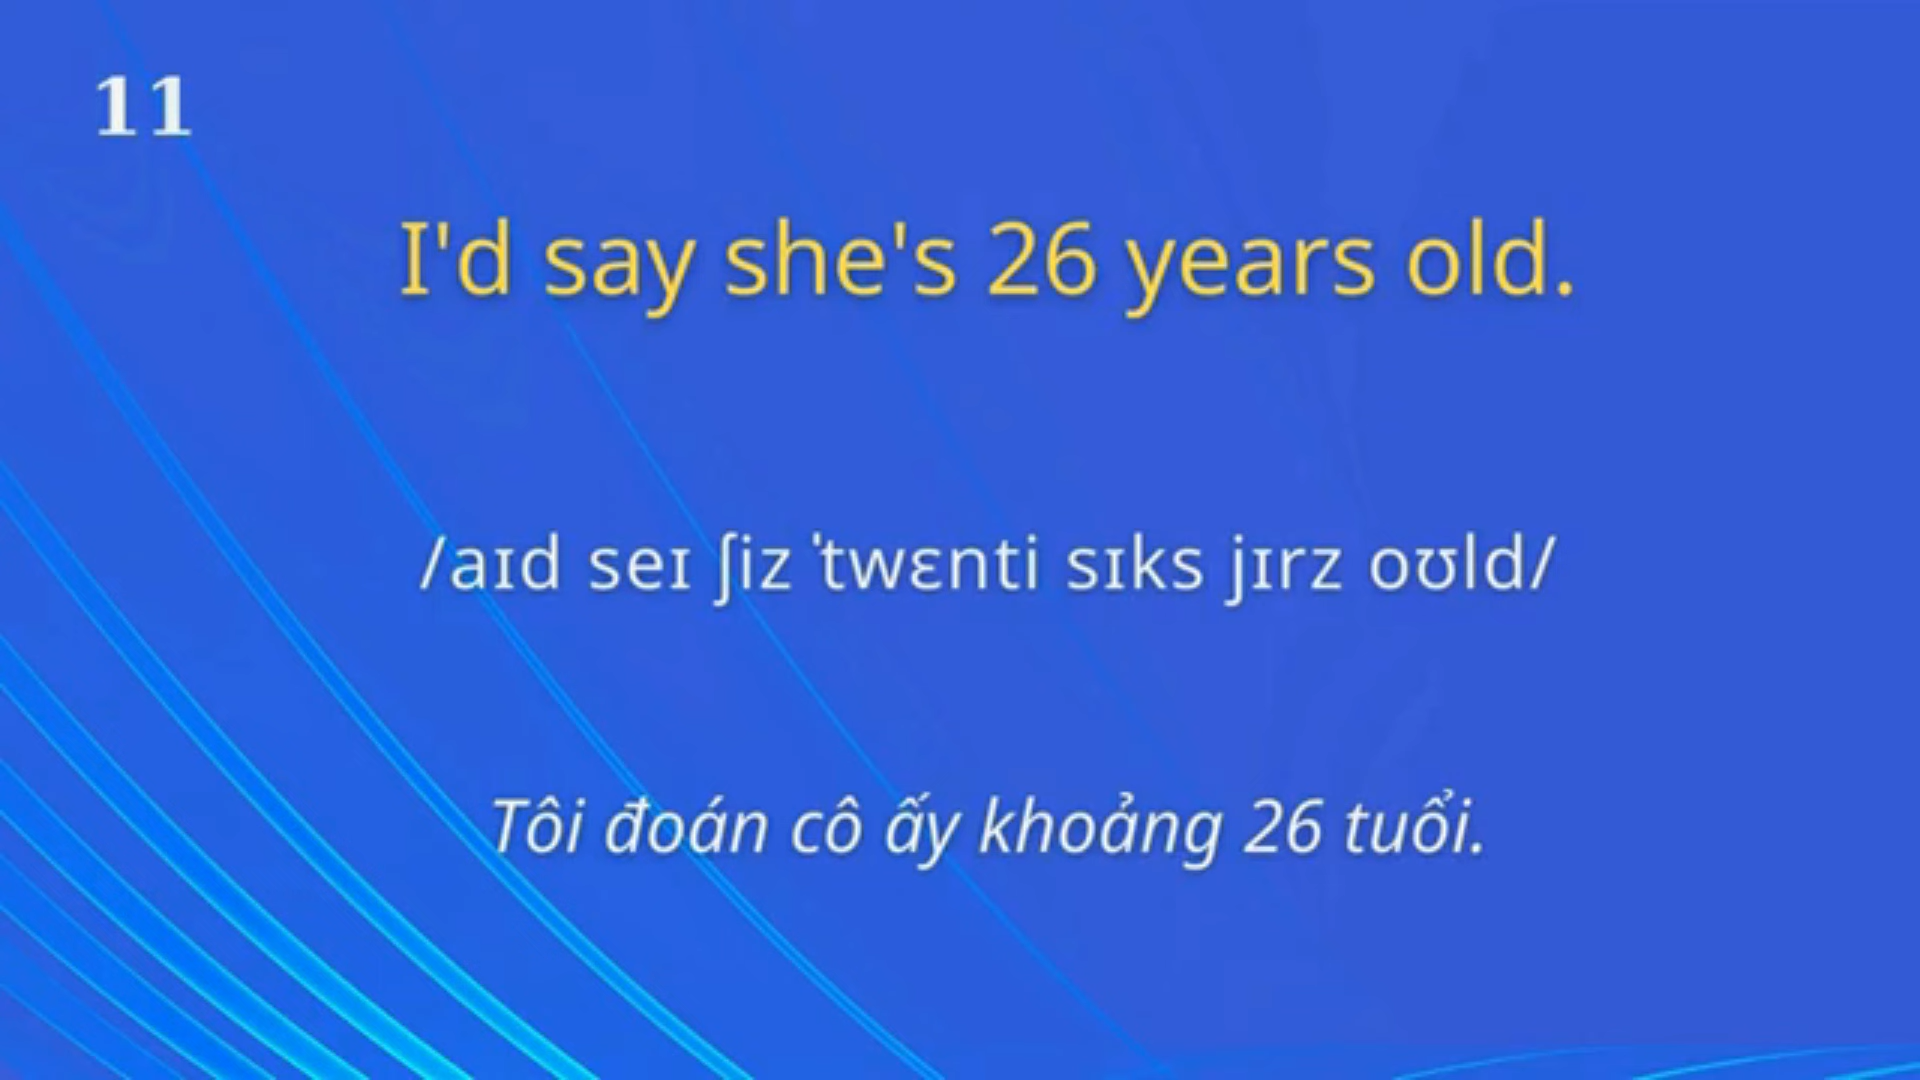 11
I'd say she's 26 years old.
/aɪd seɪ ʃiz ˈtwɛnti sɪks jɪrz oʊld/
Tôi đoán cô ấy khoảng 26 tuổi.